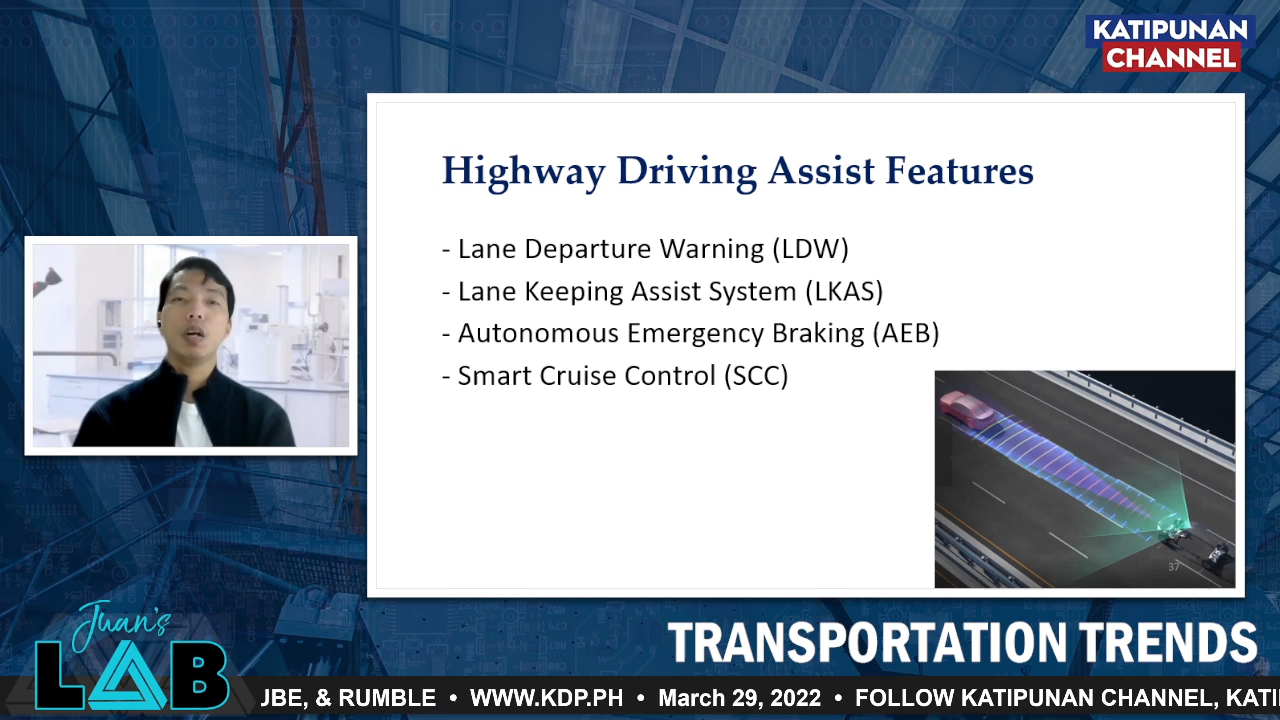 KATIPUNAN
CHANNEL
Highway Driving Assist Features
- Lane Departure Warning (LDW)
- Lane Keeping Assist System (LKAS)
- Autonomous Emergency Braking (AEB)
- Smart Cruise Control (SCC)
37
Juan's
LAB
TRANSPORTATION TRENDS
JBE, & RUMBLE • WWW.KDP.PH • March 29, 2022 • FOLLOW KATIPUNAN CHANNEL, KATI